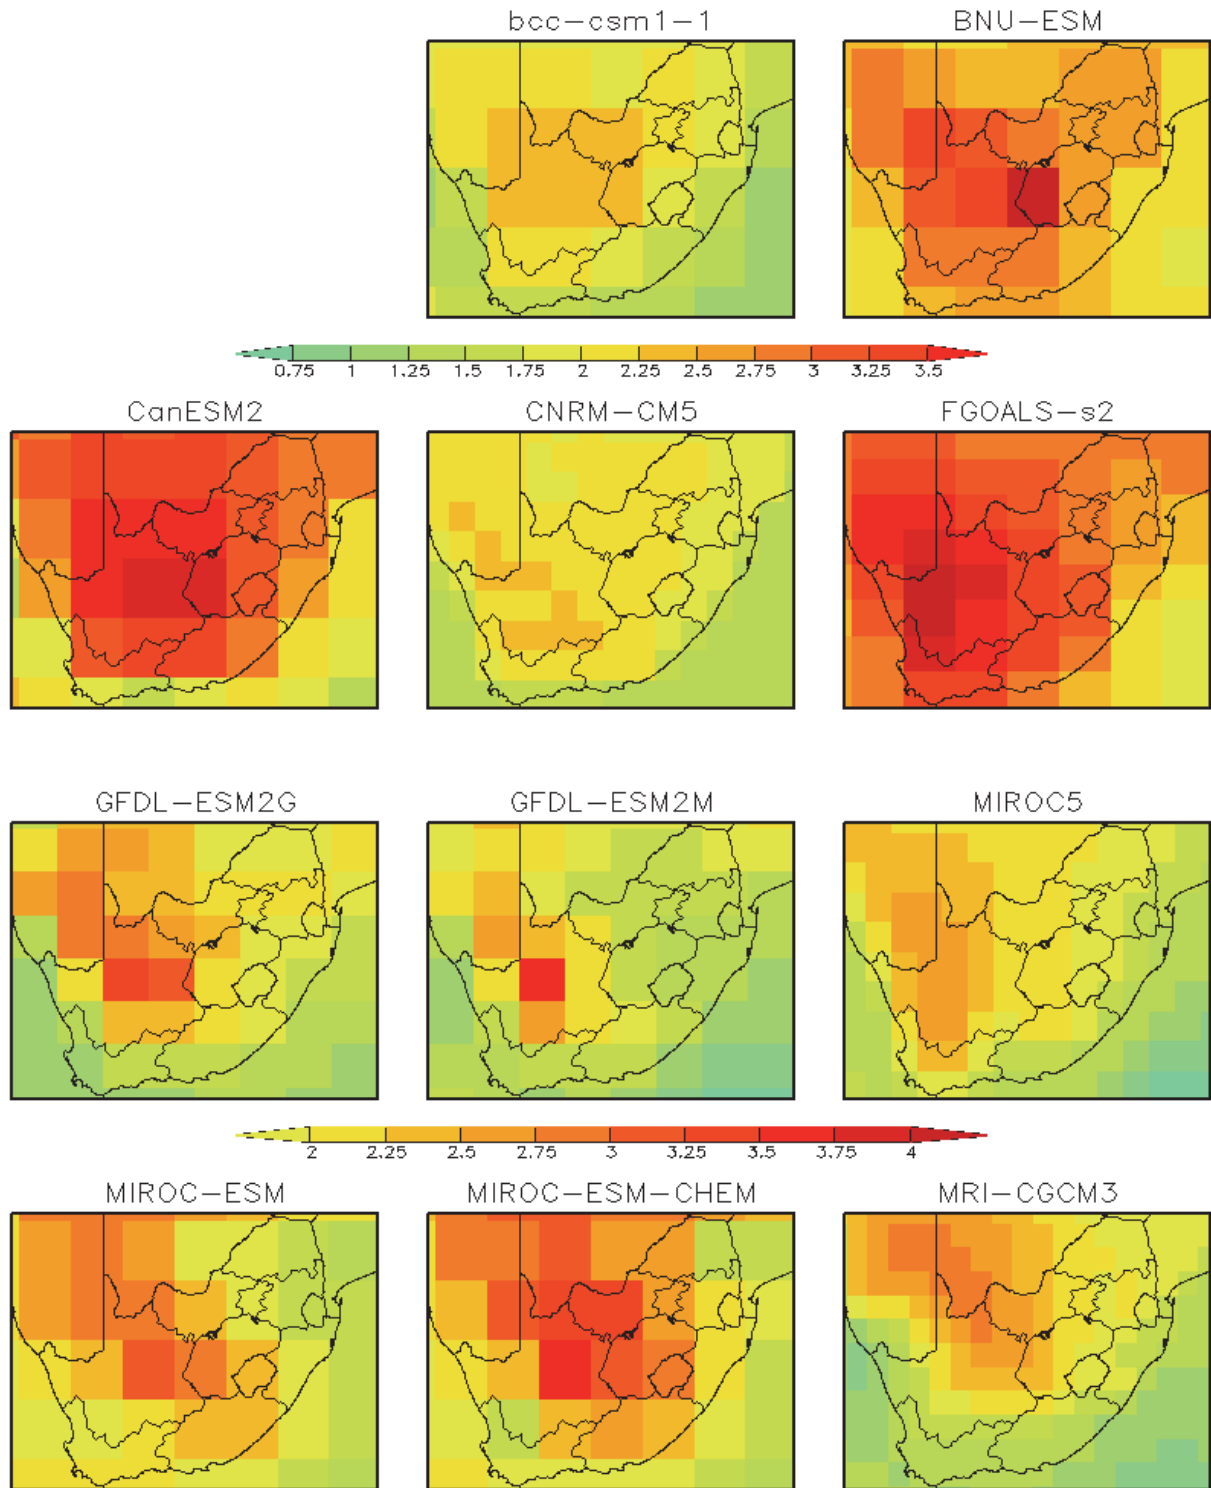 bcc-csm1-1 BNU-ESM
0.75 1 1.25 1.5 1.75 2 2.25 2.5 2.75 3 3.25 3.5
CanESM2 CNRM-CM5 FGOALS-s2
GFDL-ESM2G GFDL-ESM2M MIROC5
2 2.25 2.5 2.75 3 3.25 3.5 3.75 4
MIROC-ESM MIROC-ESM-CHEM MRI-CGCM3